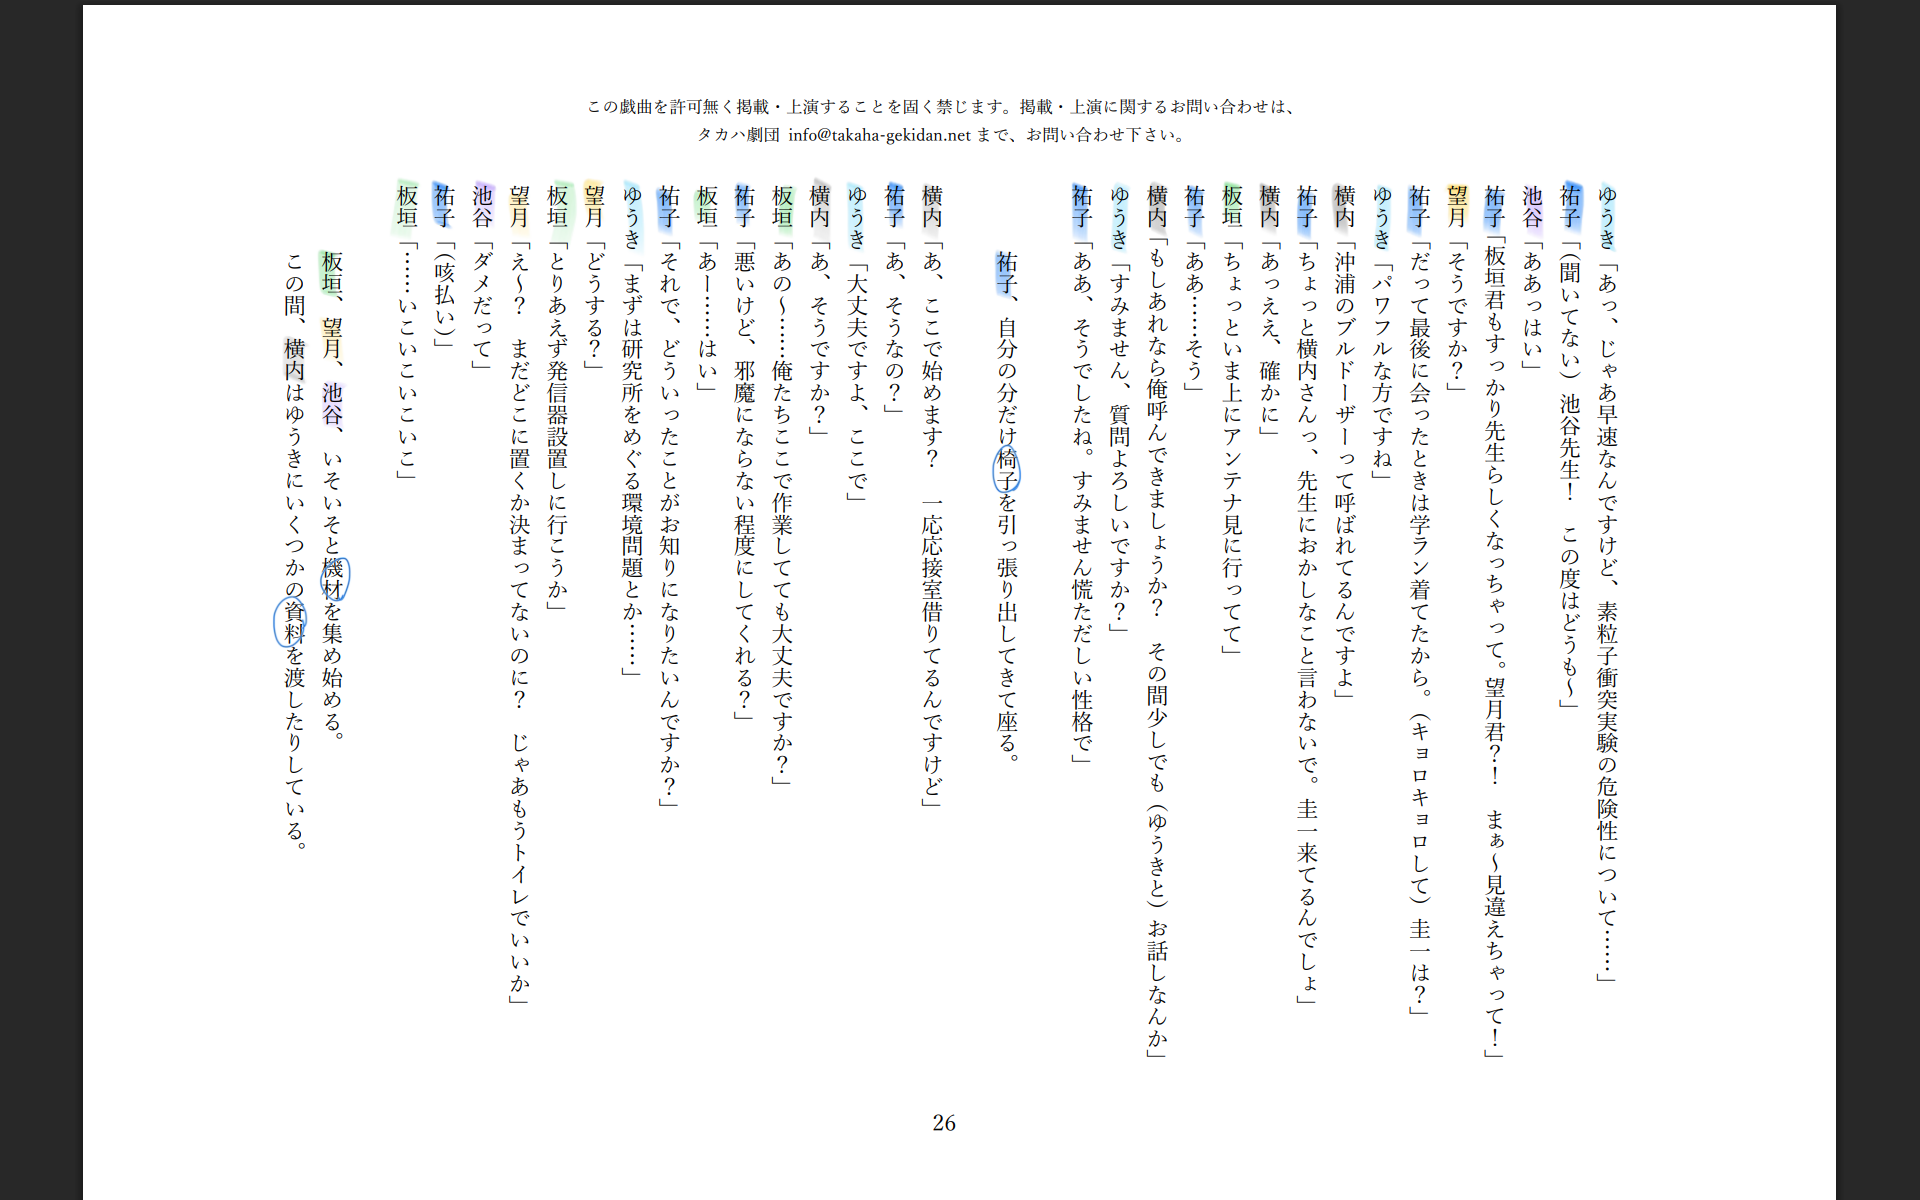 この戯曲を許可無く掲載・上演することを固く禁じます。掲載・上演に関するお問い合わせは、
タカハ劇団 info@takaha-gekidan.net まで、お問い合わせ下さい。
ゆうき「あっ、じゃあ早速なんですけど、素粒子衝突実験の危険性について……」
祐子「（聞いてない）池谷先生！　この度はどうも～」
池谷「ああっはい」
祐子「板垣君もすっかり先生らしくなっちゃって。望月君？！　まぁ～見違えちゃって！」
望月「そうですか？」
祐子「だって最後に会ったときは学ラン着てたから。（キョロキョロして）圭一は？」
ゆうき「パワフルな方ですね」
横内「沖浦のブルドーザーって呼ばれてるんですよ」
祐子「ちょっと横内さんっ、先生におかしなこと言わないで。圭一来てるんでしょ」
横内「あっええ、確かに」
板垣「ちょっといま上にアンテナ見に行ってて」
祐子「ああ……そう」
横内「もしあれなら俺呼んできましょうか？　その間少しでも（ゆうきと）お話しなんか」
ゆうき「すみません、質問よろしいですか？」
祐子「ああ、そうでしたね。すみません慌ただしい性格で」
祐子、自分の分だけ椅子を引っ張り出してきて座る。
横内「あ、ここで始めます？　一応応接室借りてるんですけど」
祐子「あ、そうなの？」
ゆうき「大丈夫ですよ、ここで」
横内「あ、そうですか？」
板垣「あの～……俺たちここで作業してても大丈夫ですか？」
祐子「悪いけど、邪魔にならない程度にしてくれる？」
板垣「あー……はい」
祐子「それで、どういったことがお知りになりたいんですか？」
ゆうき「まずは研究所をめぐる環境問題とか……」
望月「どうする？」
板垣「とりあえず発信器設置しに行こうか」
望月「え～？　まだどこに置くか決まってないのに？　じゃあもうトイレでいいか」
池谷「ダメだって」
祐子「（咳払い）」
板垣「……いこいこいこいこ」
板垣、望月、池谷、いそいそと機材を集め始める。
この間、横内はゆうきにいくつかの資料を渡したりしている。
26